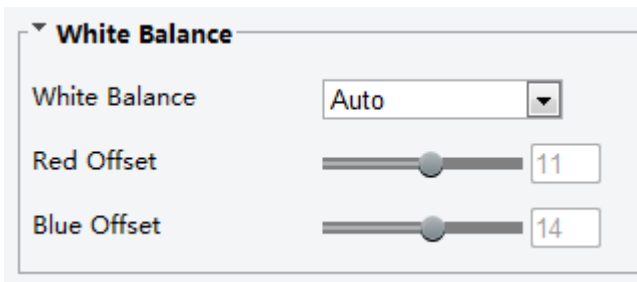 White Balance
White Balance Auto
Red Offset 11
Blue Offset 14